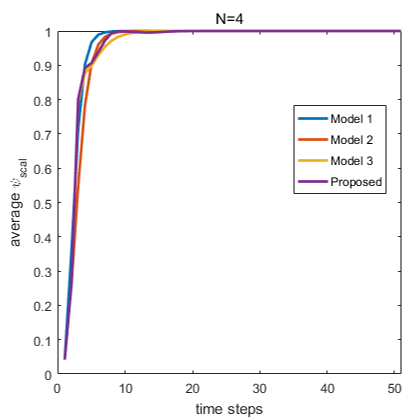 N=4
1
0.9
0.8
0.7
0.6
0.5
0.4
0.3
0.2
0.1
0
average ψscal
Model 1
Model 2
Model 3
Proposed
0 10 20 30 40 50
time steps